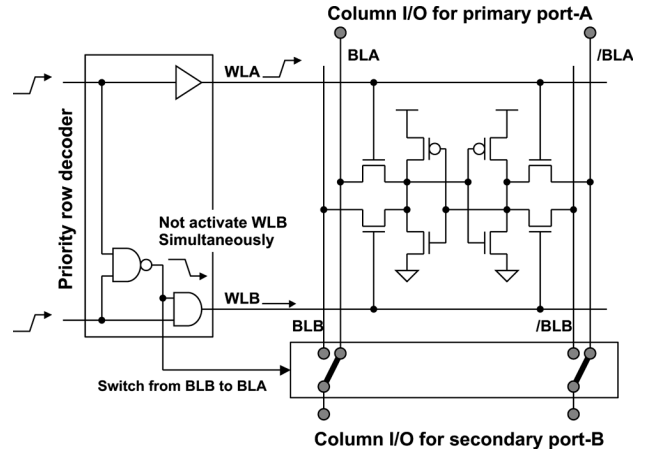 Column I/O for primary port-A
BLA
/BLA
WLA
Priority row decoder
Not activate WLB
Simultaneously
WLB
BLB
/BLB
Switch from BLB to BLA
Column I/O for secondary port-B